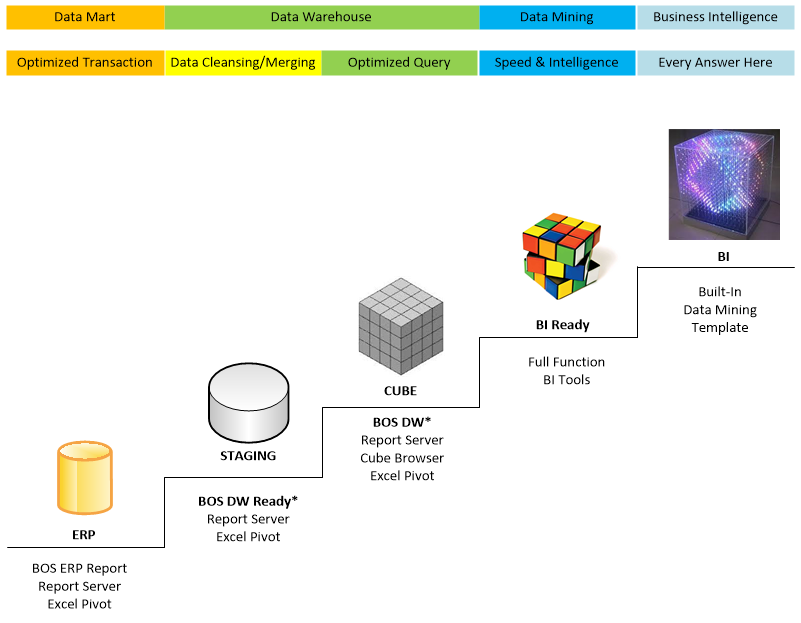 Data Mart
Data Warehouse
Data Mining
Business Intelligence
Optimized Transaction
Data Cleansing/Merging
Optimized Query
Speed & Intelligence
Every Answer Here
BI
Built-In
Data Mining
Template
BI Ready
Full Function
BI Tools
CUBE
BOS DW*
Report Server
Cube Browser
Excel Pivot
STAGING
BOS DW Ready*
Report Server
Excel Pivot
ERP
BOS ERP Report
Report Server
Excel Pivot